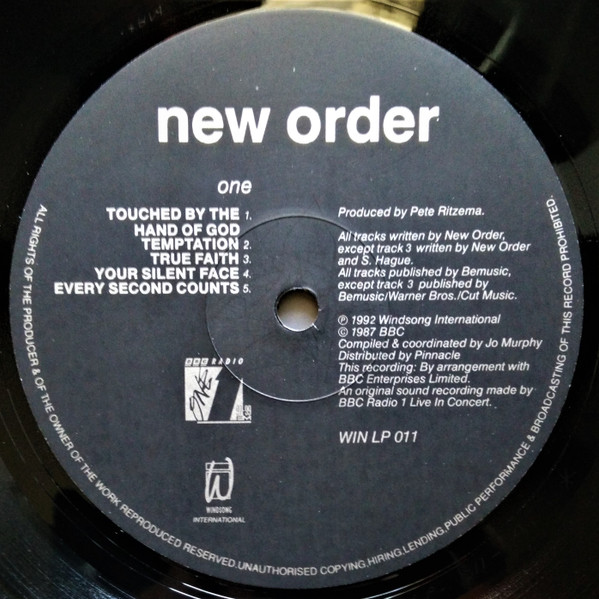 new order
one
TOUCHED BY THE 1.
HAND OF GOD
TEMPTATION 2.
TRUE FAITH 3.
YOUR SILENT FACE 4.
EVERY SECOND COUNTS 5.
Produced by Pete Ritzema.
All tracks written by New Order,
except track 3 written by New Order
and S. Hague.
All tracks published by Bemusic,
except track 3 published by
Bemusic/Warner Bros./Cut Music.
℗ 1992 Windsong International
© 1987 BBC
Compiled & coordinated by Jo Murphy
Distributed by Pinnacle
This recording: By arrangement with
BBC Enterprises Limited.
An original sound recording made by
BBC Radio 1 Live In Concert.
WIN LP 011
BBC RADIO
ONE
1
WINDSONG
INTERNATIONAL
ALL RIGHTS OF THE PRODUCER & OF THE OWNER OF THE WORK REPRODUCED RESERVED.UNAUTHORISED COPYING,HIRING,LENDING,PUBLIC PERFORMANCE & BROADCASTING OF THIS RECORD PROHIBITED.